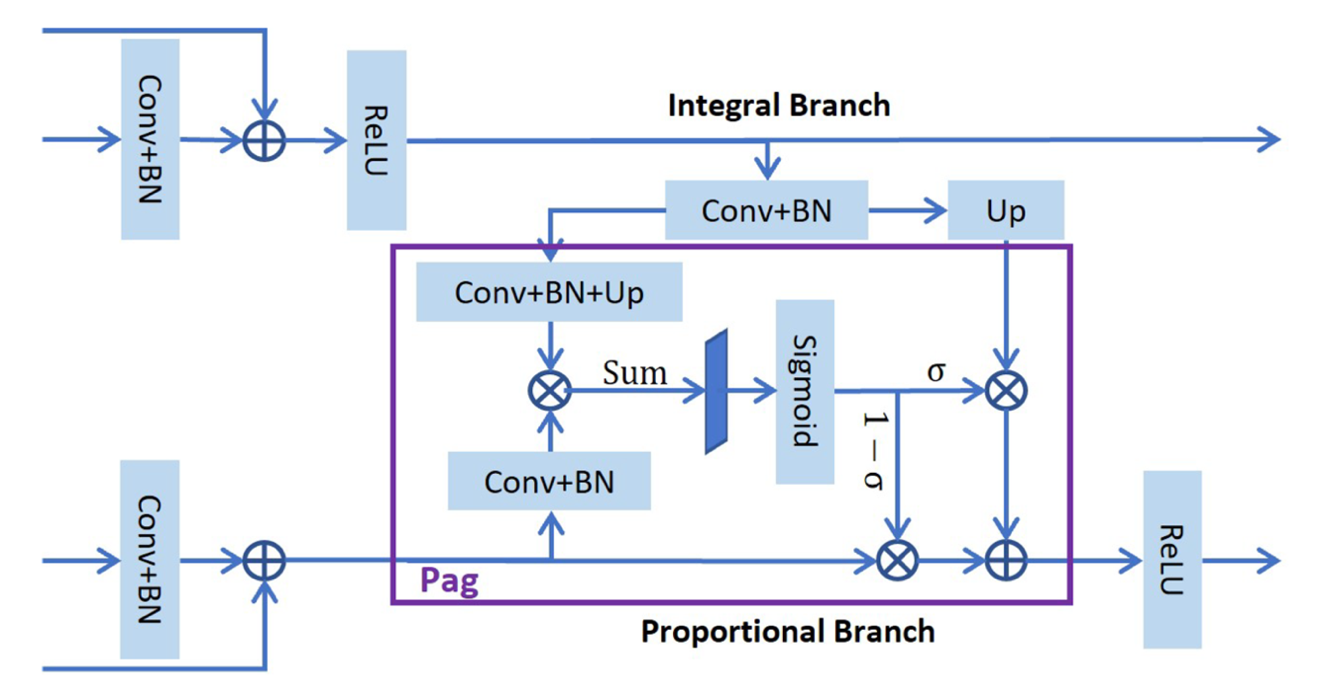 Conv+BN
ReLU
Integral Branch
Conv+BN
Up
Conv+BN+Up
Sum
Sigmoid
σ
1 − σ
Conv+BN
Conv+BN
Pag
ReLU
Proportional Branch